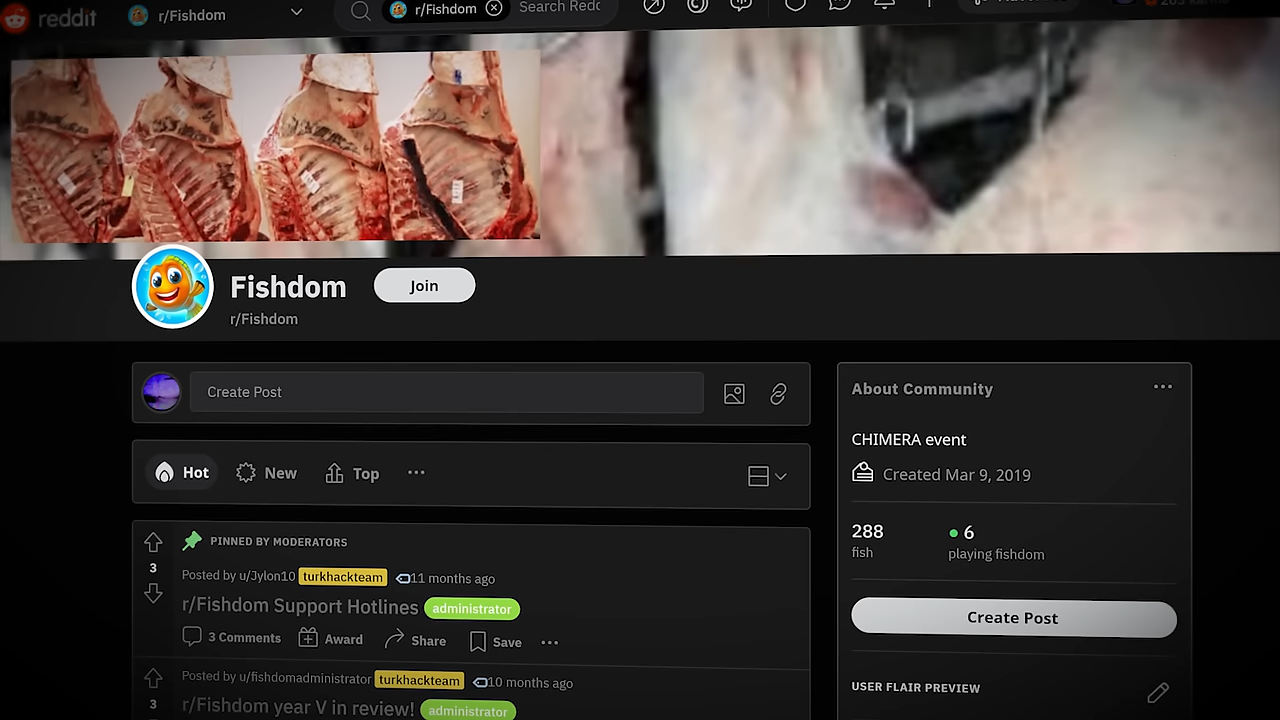 reddit
r/Fishdom
r/Fishdom
Fishdom
Join
r/Fishdom
Create Post
Hot
New
Top
PINNED BY MODERATORS
3
Posted by u/Jylon10 turkhackteam 11 months ago
r/Fishdom Support Hotlines administrator
3 Comments
Award
Share
Save
Posted by u/fishdomadministrator turkhackteam 10 months ago
3
r/Fishdom year V in review! administrator
About Community
CHIMERA event
Created Mar 9, 2019
288
fish
6
playing fishdom
Create Post
USER FLAIR PREVIEW